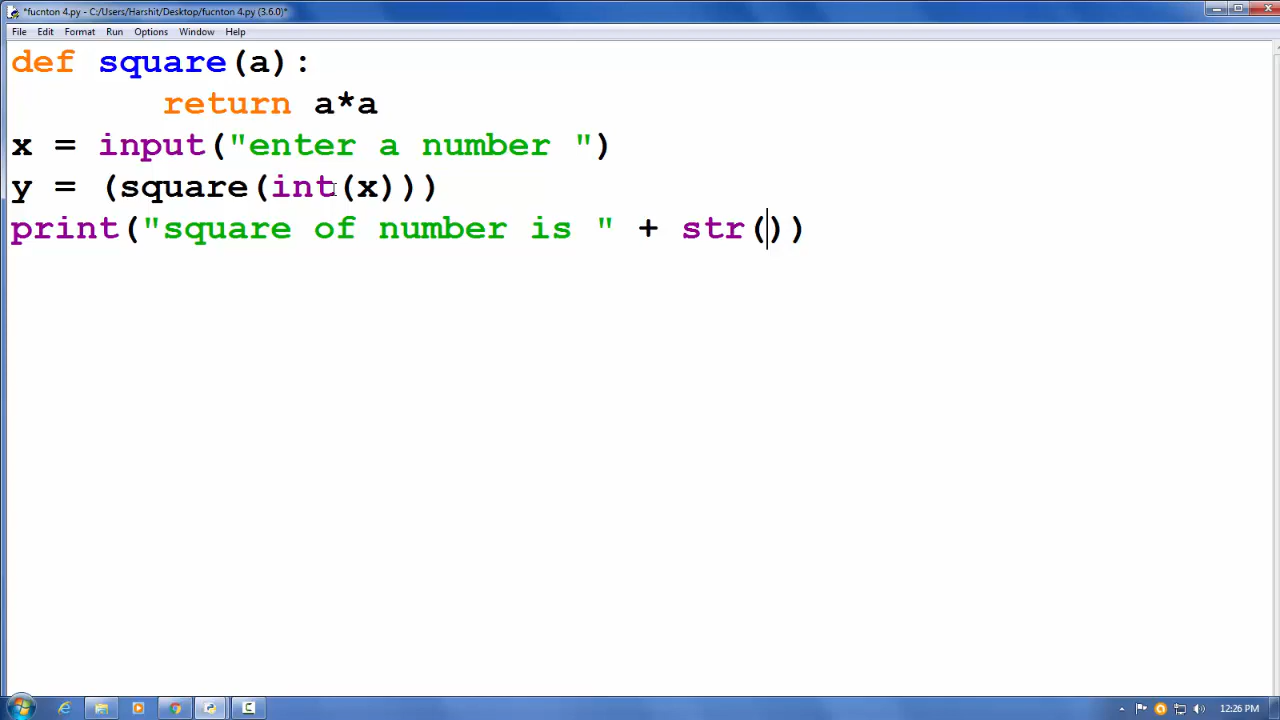 *fucnton 4.py - C:/Users/Harshit/Desktop/fucnton 4.py (3.6.0)*
File Edit Format Run Options Window Help
def square(a):
        return a*a
x = input("enter a number ")
y = (square(int(x)))
print("square of number is " + str())
12:26 PM